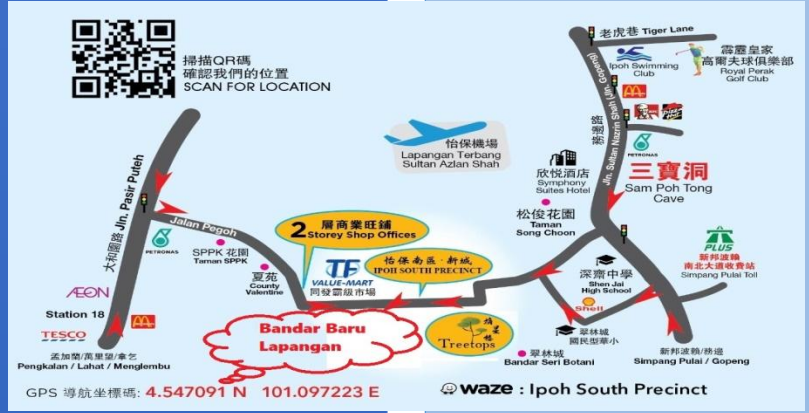 掃描QR碼
確認我們的位置
SCAN FOR LOCATION
老虎巷 Tiger Lane
Ipoh Swimming
Club
霹靂皇家
高爾夫球俱樂部
Royal Perak
Golf Club
務邊路
Jln. Sultan Nazrin Shah (Jln. Gopeng)
KFC
Pizza Hut
PETRONAS
三寶洞
Sam Poh Tong
Cave
怡保機場
Lapangan Terbang
Sultan Azlan Shah
欣悦酒店
Symphony
Suites Hotel
松俊花園
Taman
Song Choon
大和園路 Jln. Pasir Puteh
Jalan Pegoh
PETRONAS
SPPK 花園
Taman SPPK
夏苑
County
Valentine
2 層商業旺鋪
Storey Shop Offices
TF
VALUE-MART
同發霸級市場
怡保南區·新城
IPOH SOUTH PRECINCT
深齋中學
Shen Jai
High School
PLUS
新邦波賴
南北大道收費站
Simpang Pulai Toll
Shell
翠林城
國民型華小
翠林城
Bandar Seri Botani
新邦波賴/務邊
Simpang Pulai / Gopeng
Treetops
AEON
Station 18
TESCO
孟加蘭/萬里望/拿乞
Pengkalan / Lahat / Menglembu
Bandar Baru
Lapangan
GPS 導航坐標碼: 4.547091 N 101.097223 E
waze : Ipoh South Precinct